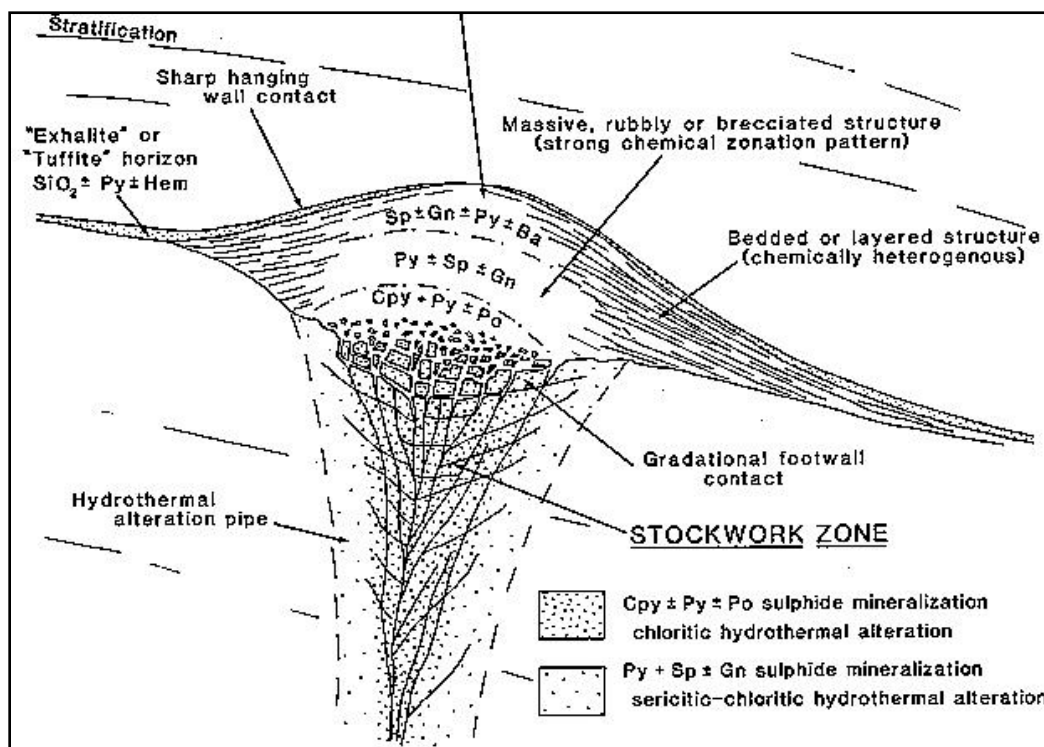 Stratification
Sharp hanging
wall contact
"Exhalite" or
"Tuffite" horizon
SiO₂ ± Py ± Hem
Massive, rubbly or brecciated structure
(strong chemical zonation pattern)
Sp ± Gn ± Py ± Ba
Bedded or layered structure
(chemically heterogenous)
Py ± Sp ± Gn
Cpy + Py ± Po
Gradational footwall
contact
Hydrothermal
alteration pipe
STOCKWORK ZONE
Cpy ± Py ± Po sulphide mineralization
chloritic hydrothermal alteration
Py + Sp ± Gn sulphide mineralization
sericitic-chloritic hydrothermal alteration